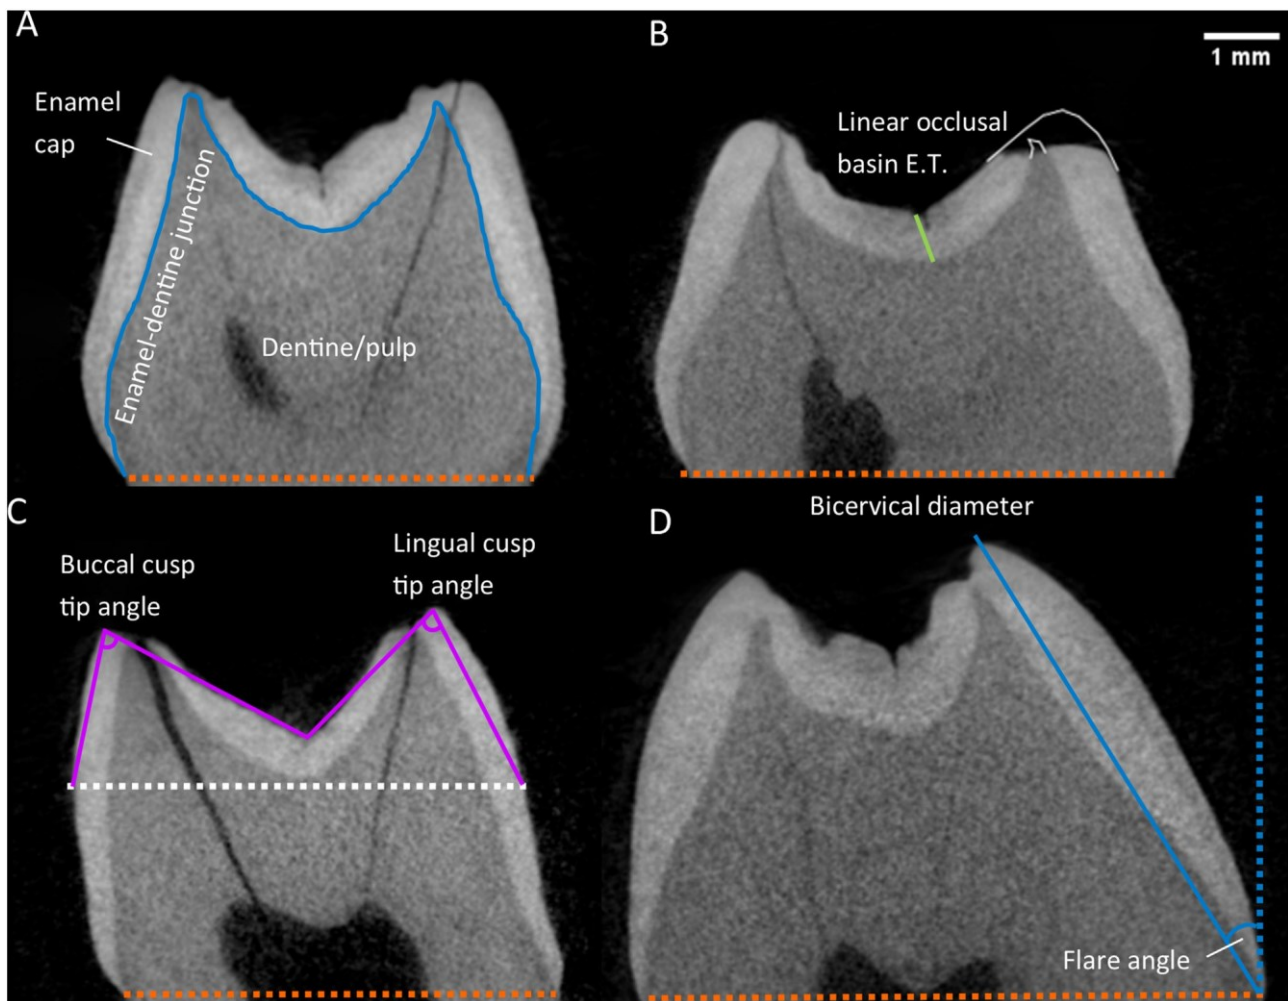 A
Enamel
cap
Enamel-dentine junction
Dentine/pulp
B
1 mm
Linear occlusal
basin E.T.
C
Buccal cusp
tip angle
Lingual cusp
tip angle
D
Bicervical diameter
Flare angle